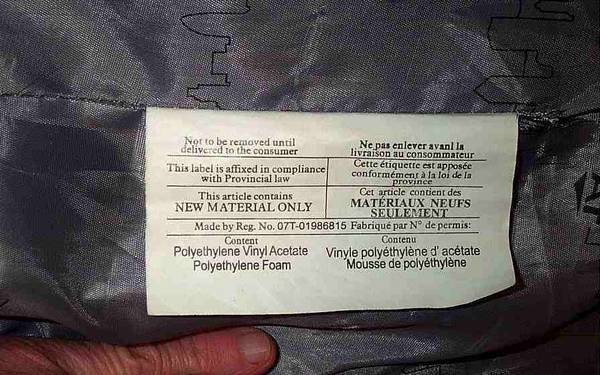 Not to be removed until
delivered to the consumer
Ne pas enlever avanl la
livraison au consommateur
This label is affixed in compliance
with Provincial law
Cette étiquette est apposée
conformément à la loi de la
province
This article contains
NEW MATERIAL ONLY
Cet article contient des
MATÉRIAUX NEUFS
SEULEMENT
Made by Reg. No. 07T-01986815 Fabriqué par N° de permis:
Content
Polyethylene Vinyl Acetate
Polyethylene Foam
Contenu
Vinyle polyéthylène d' acétate
Mousse de polyéthylène